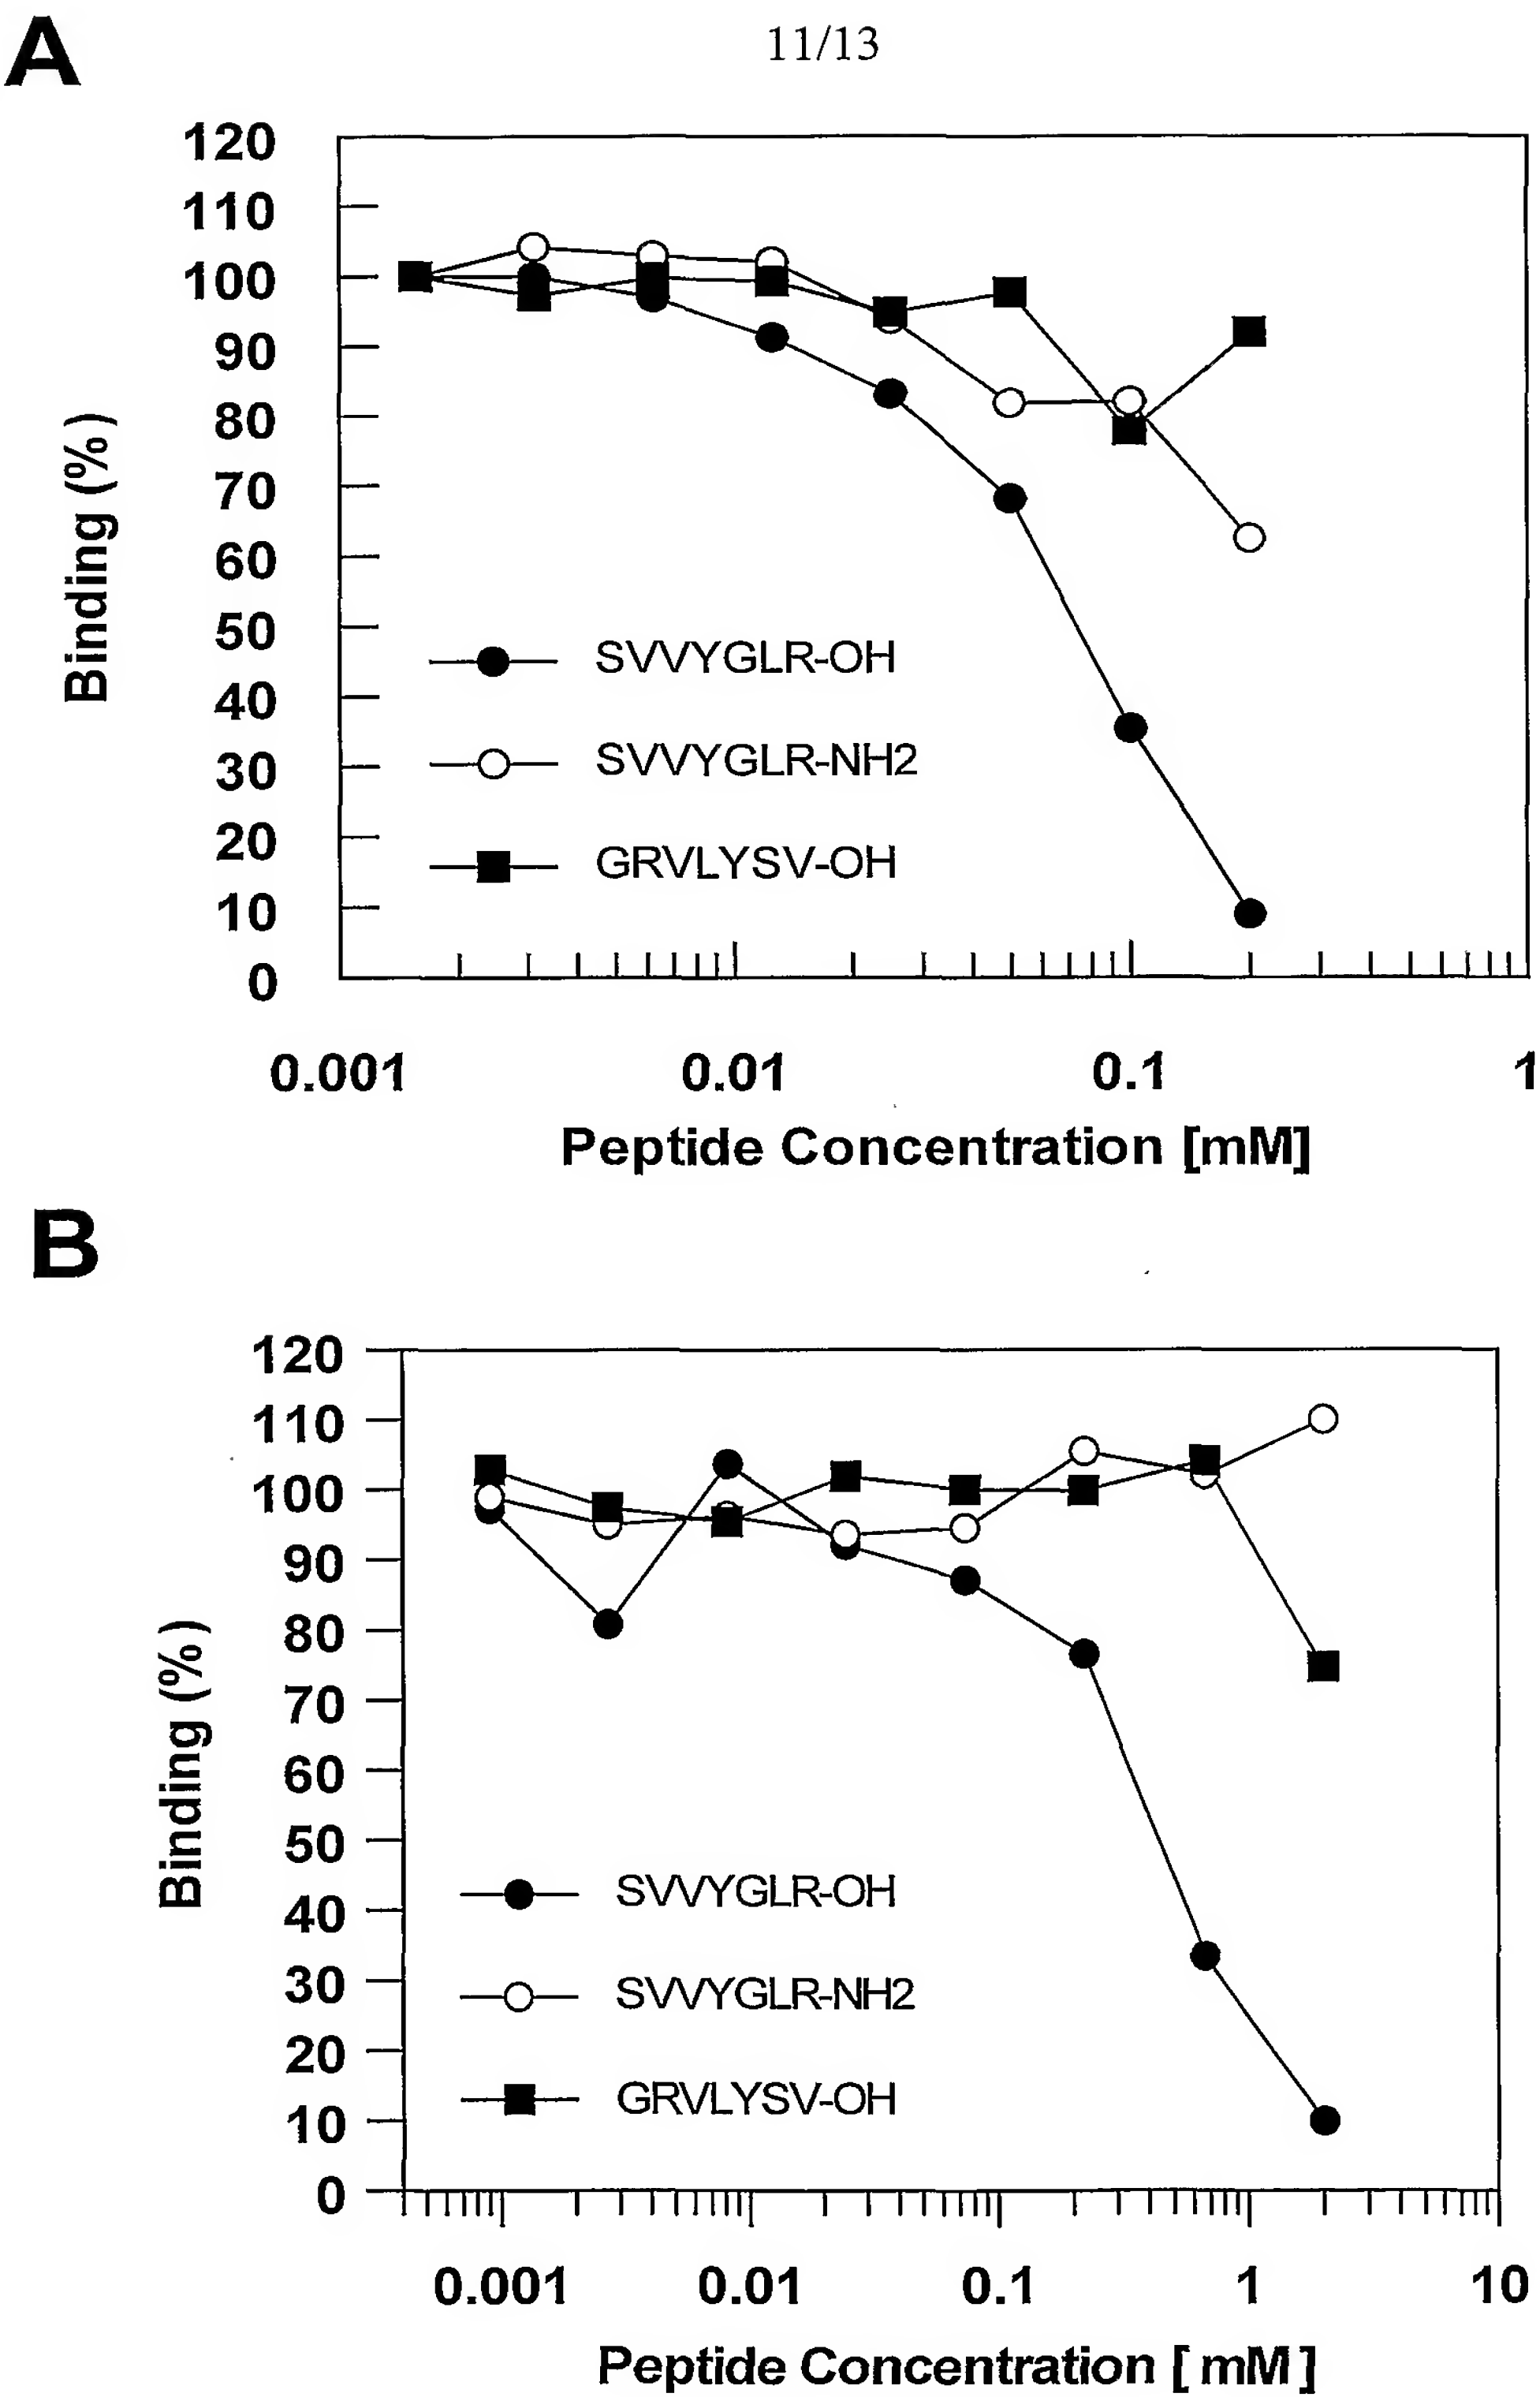 A
11/13
120
110
100
90
80
70
60
50
40
30
20
10
0
Binding (%)
SVVYGLR-OH
SVVYGLR-NH2
GRVLYSV-OH
0.001 0.01 0.1 1
Peptide Concentration [mM]
B
120
110
100
90
80
70
60
50
40
30
20
10
0
Binding (%)
SVVYGLR-OH
SVVYGLR-NH2
GRVLYSV-OH
0.001 0.01 0.1 1 10
Peptide Concentration [ mM ]